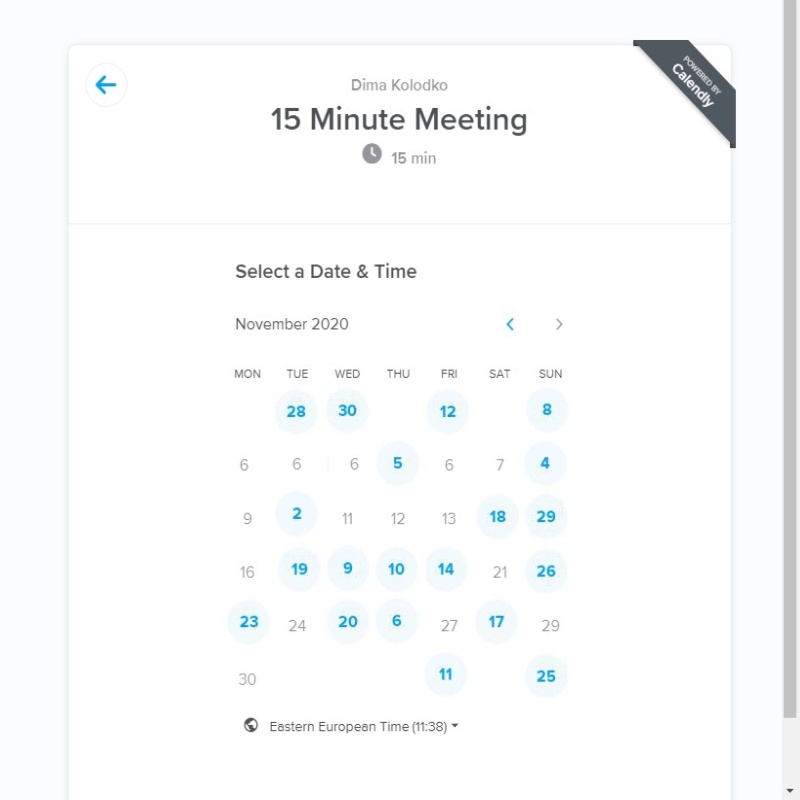 POWERED BY
Calendly
Dima Kolodko
15 Minute Meeting
15 min
Select a Date & Time
November 2020
MON TUE WED THU FRI SAT SUN
28 30 12 8
6 6 6 5 6 7 4
9 2 11 12 13 18 29
16 19 9 10 14 21 26
23 24 20 6 27 17 29
30 11 25
Eastern European Time (11:38)